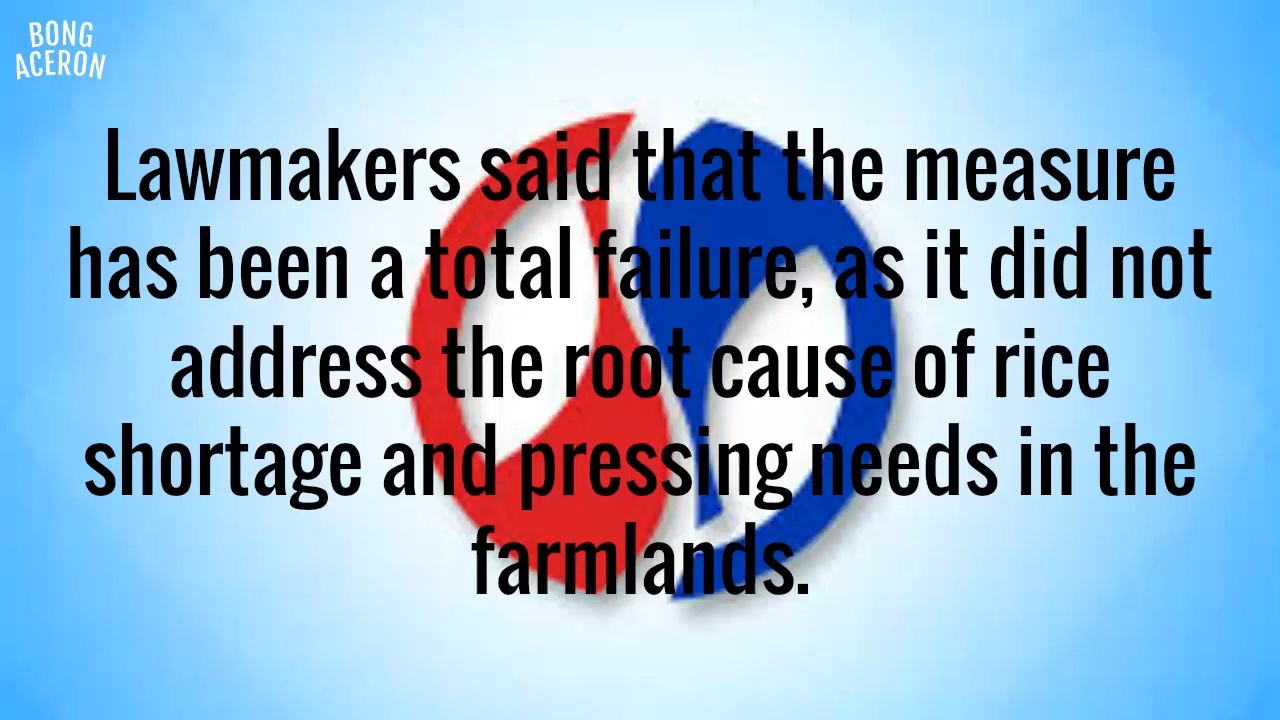 BONG
ACERON
Lawmakers said that the measure
has been a total failure, as it did not
address the root cause of rice
shortage and pressing needs in the
farmlands.